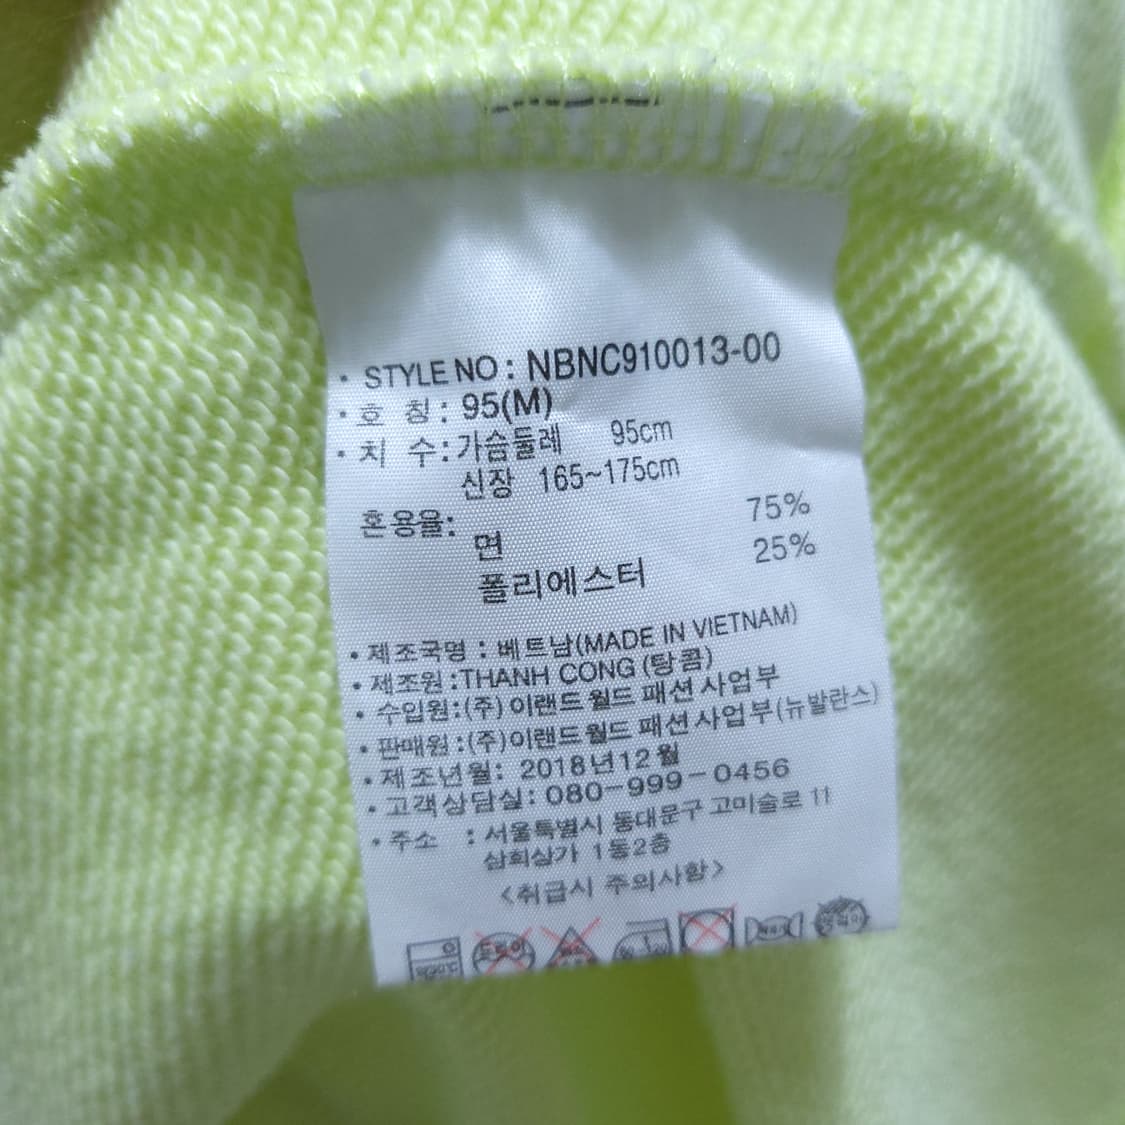 · STYLE NO : NBNC910013-00
· 호 칭 : 95(M)
· 치 수 : 가슴둘레 95cm
신장 165~175cm
혼용율:
면 75%
폴리에스터 25%
· 제조국명 : 베트남(MADE IN VIETNAM)
· 제조원 : THANH CONG (탕콤)
· 수입원 : (주) 이랜드 월드 패션 사업부
· 판매원 : (주)이랜드 월드 패션 사업부(뉴발란스)
· 제조년월 : 2018년12월
· 고객상담실 : 080-999-0456
· 주소 : 서울특별시 동대문구 고미술로 11
삼희상가 1동2층
<취급시 주의사항>
드라이